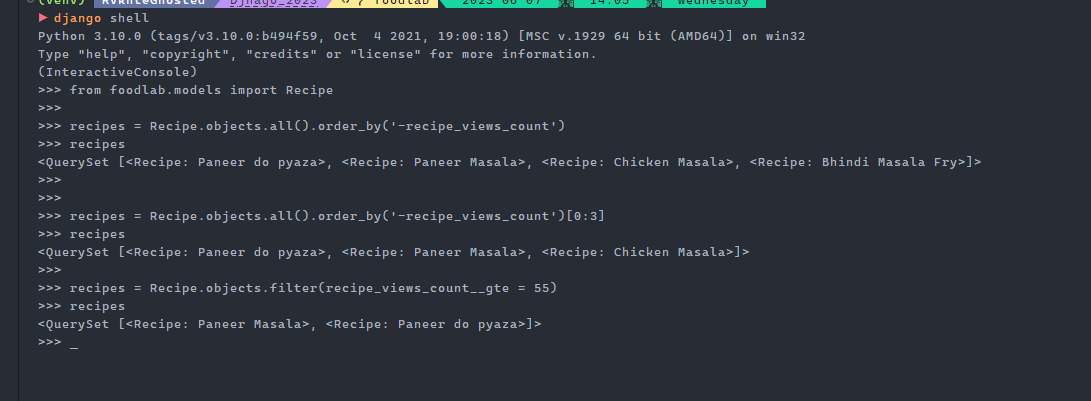 (venv) RvRniteGhosted Django_2023 foodlab 2023-06-07 14:05 Wednesday
django shell
Python 3.10.0 (tags/v3.10.0:b494f59, Oct  4 2021, 19:00:18) [MSC v.1929 64 bit (AMD64)] on win32
Type "help", "copyright", "credits" or "license" for more information.
(InteractiveConsole)
>>> from foodlab.models import Recipe
>>>
>>> recipes = Recipe.objects.all().order_by('-recipe_views_count')
>>> recipes
<QuerySet [<Recipe: Paneer do pyaza>, <Recipe: Paneer Masala>, <Recipe: Chicken Masala>, <Recipe: Bhindi Masala Fry>]>
>>>
>>>
>>> recipes = Recipe.objects.all().order_by('-recipe_views_count')[0:3]
>>> recipes
<QuerySet [<Recipe: Paneer do pyaza>, <Recipe: Paneer Masala>, <Recipe: Chicken Masala>]>
>>>
>>> recipes = Recipe.objects.filter(recipe_views_count__gte = 55)
>>> recipes
<QuerySet [<Recipe: Paneer Masala>, <Recipe: Paneer do pyaza>]>
>>> _